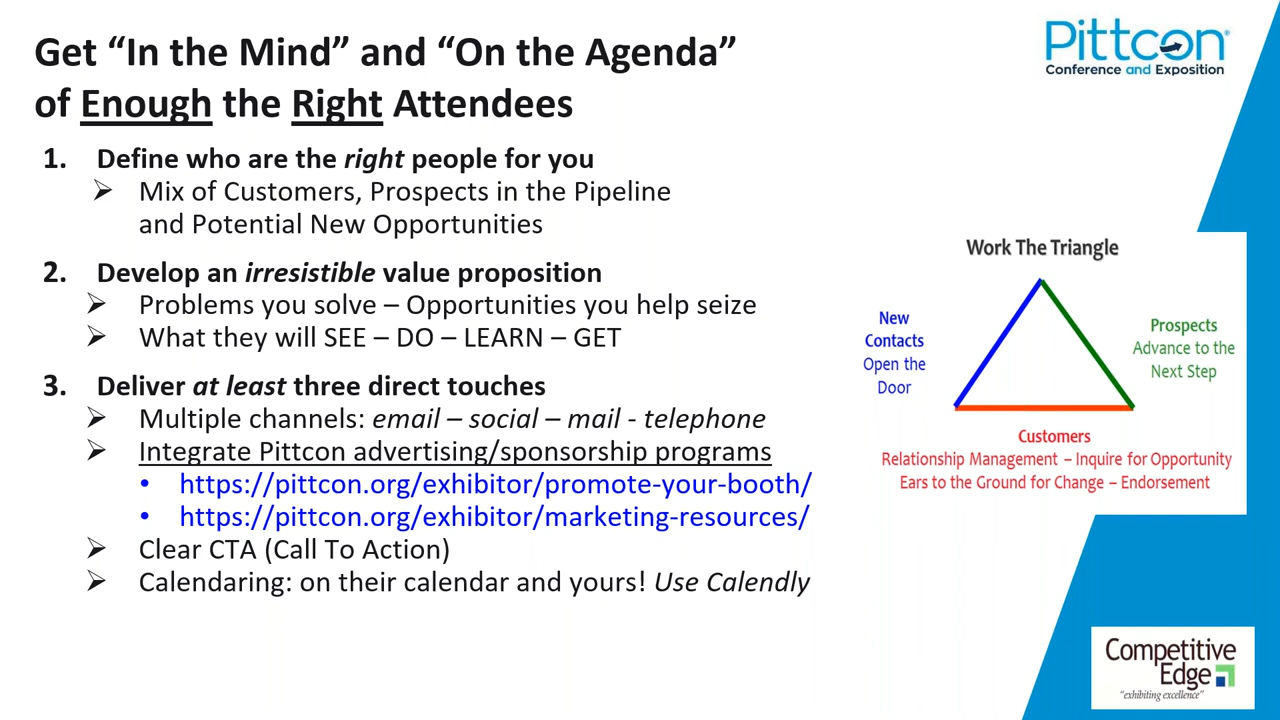 Get “In the Mind” and “On the Agenda”
of Enough the Right Attendees
Pittcon®
Conference and Exposition
1. Define who are the right people for you
➢ Mix of Customers, Prospects in the Pipeline
and Potential New Opportunities
2. Develop an irresistible value proposition
➢ Problems you solve – Opportunities you help seize
➢ What they will SEE – DO – LEARN – GET
3. Deliver at least three direct touches
➢ Multiple channels: email – social – mail - telephone
➢ Integrate Pittcon advertising/sponsorship programs
• https://pittcon.org/exhibitor/promote-your-booth/
• https://pittcon.org/exhibitor/marketing-resources/
➢ Clear CTA (Call To Action)
➢ Calendaring: on their calendar and yours! Use Calendly
Work The Triangle
New
Contacts
Open the
Door
Prospects
Advance to the
Next Step
Customers
Relationship Management – Inquire for Opportunity
Ears to the Ground for Change – Endorsement
Competitive
Edge
“exhibiting excellence”